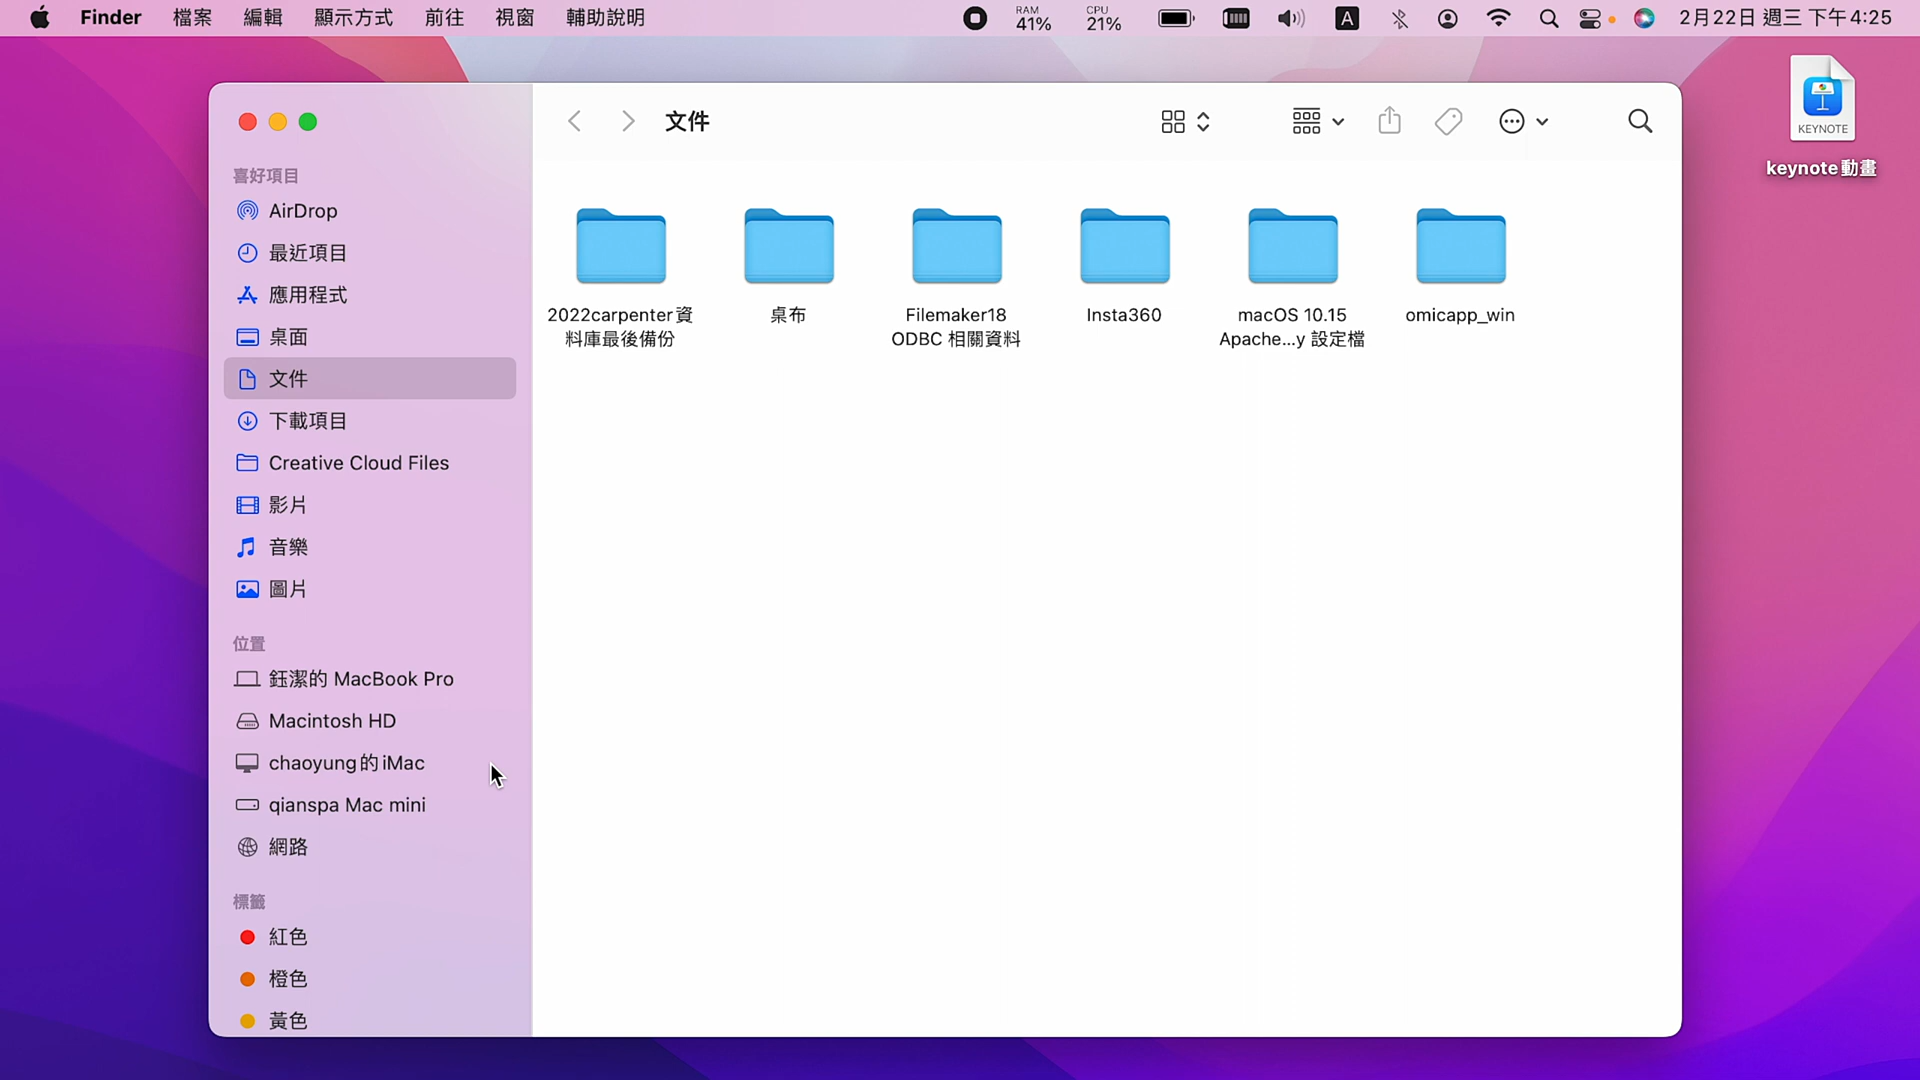 Finder 檔案 編輯 顯示方式 前往 視窗 輔助說明 RAM 41% CPU 21% A 2月22日 週三 下午4:25
KEYNOTE
keynote動畫
文件
喜好項目
AirDrop
最近項目
應用程式
桌面
文件
下載項目
Creative Cloud Files
影片
音樂
圖片
位置
鈺潔的 MacBook Pro
Macintosh HD
chaoyung的iMac
qianspa Mac mini
網路
標籤
紅色
橙色
黃色
2022carpenter資
料庫最後備份
桌布
Filemaker18
ODBC 相關資料
Insta360
macOS 10.15
Apache...y 設定檔
omicapp_win